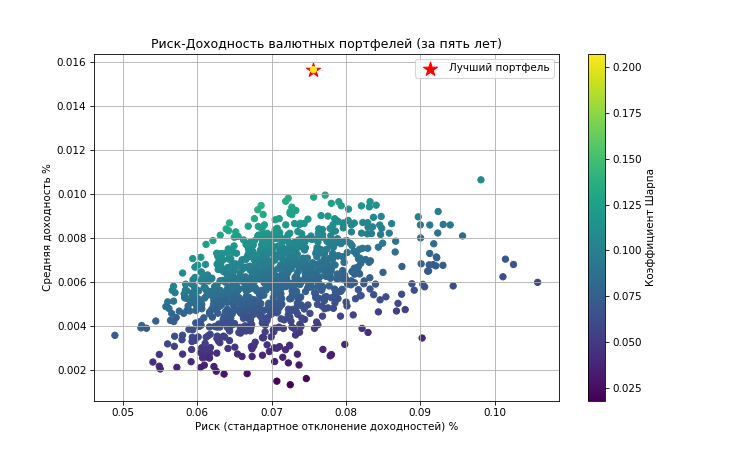 Риск-Доходность валютных портфелей (за пять лет)
Лучший портфель
0.016
0.014
0.012
0.010
0.008
0.006
0.004
0.002
Средняя доходность %
0.05 0.06 0.07 0.08 0.09 0.10
Риск (стандартное отклонение доходностей) %
0.200
0.175
0.150
0.125
0.100
0.075
0.050
0.025
Коэффициент Шарпа